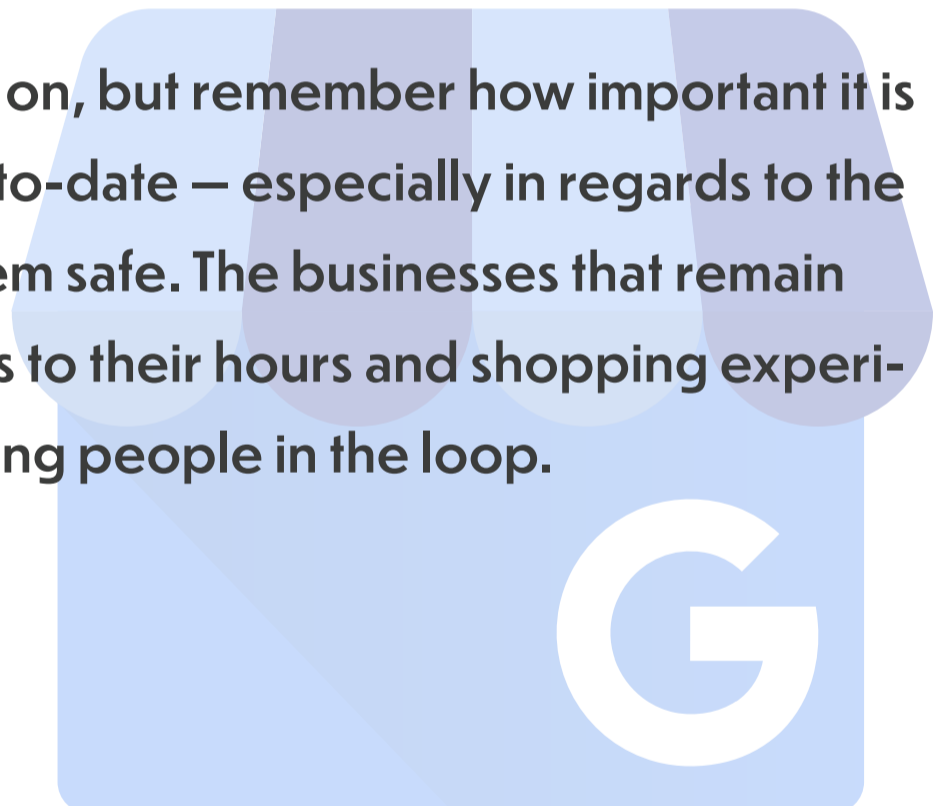 on, but remember how important it is
to-date — especially in regards to the
em safe. The businesses that remain
s to their hours and shopping experi-
ng people in the loop.
G